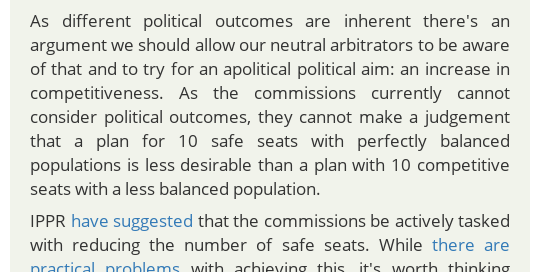 As different political outcomes are inherent there's an
argument we should allow our neutral arbitrators to be aware
of that and to try for an apolitical political aim: an increase in
competitiveness. As the commissions currently cannot
consider political outcomes, they cannot make a judgement
that a plan for 10 safe seats with perfectly balanced
populations is less desirable than a plan with 10 competitive
seats with a less balanced population.
IPPR have suggested that the commissions be actively tasked
with reducing the number of safe seats. While there are
practical problems with achieving this, it's worth thinking